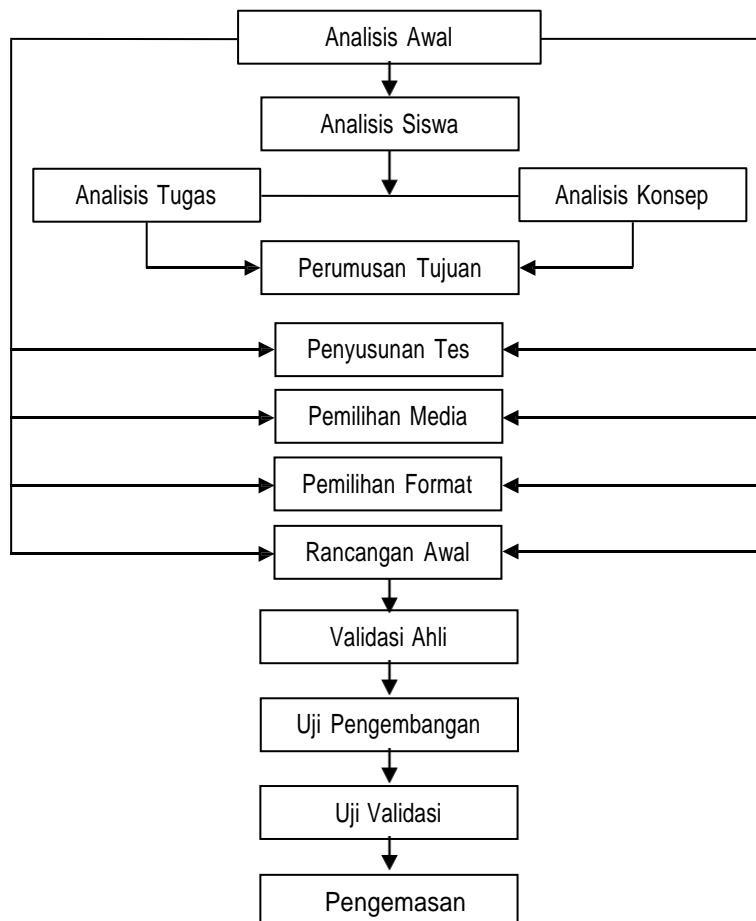 Analisis Awal
Analisis Siswa
Analisis Tugas
Analisis Konsep
Perumusan Tujuan
Penyusunan Tes
Pemilihan Media
Pemilihan Format
Rancangan Awal
Validasi Ahli
Uji Pengembangan
Uji Validasi
Pengemasan